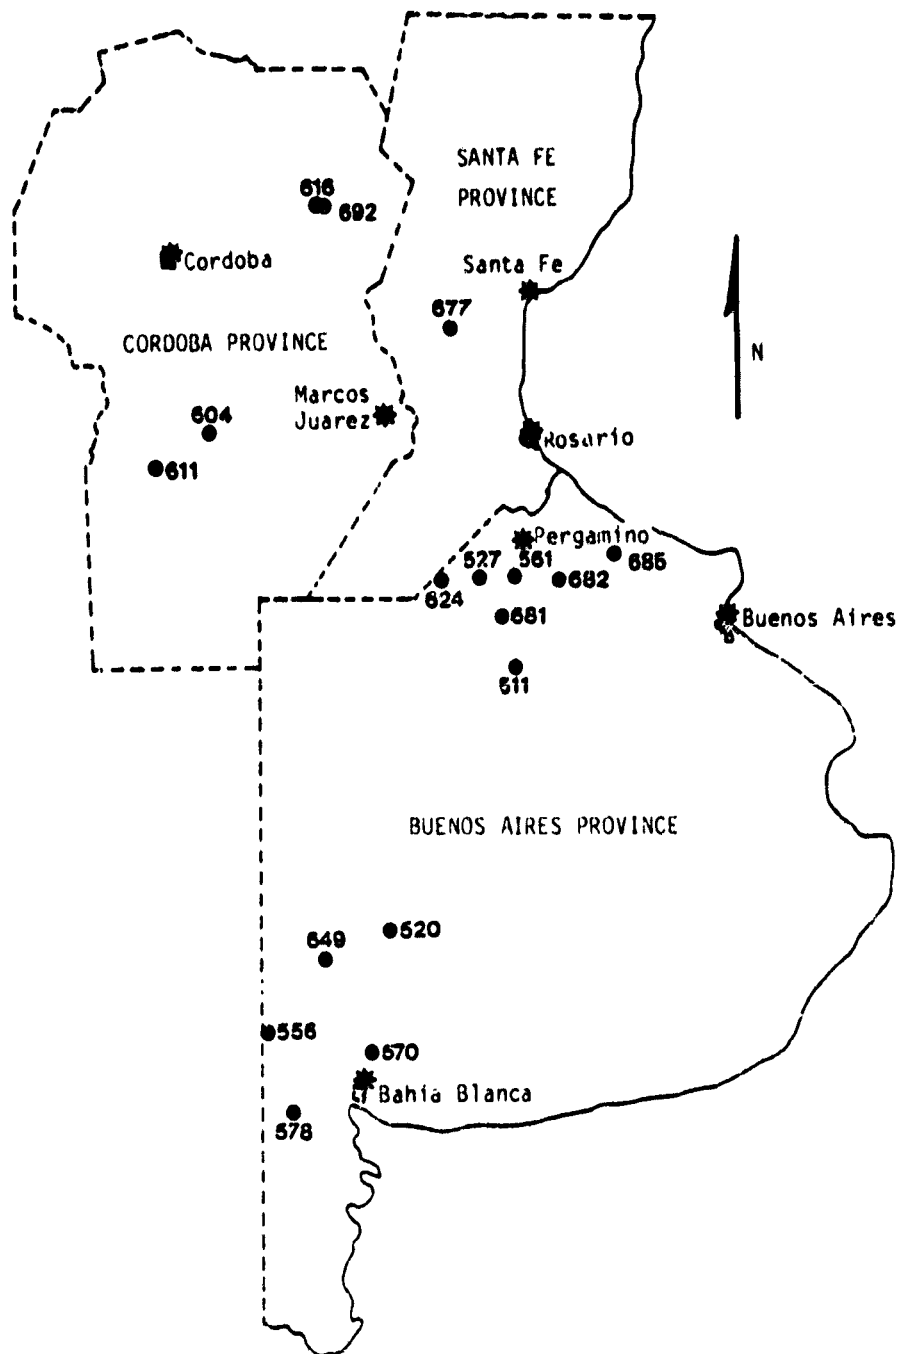 SANTA FE
PROVINCE
616
692
Cordoba
Santa Fe
677
CORDOBA PROVINCE
N
Marcos
Juarez
604
Rosario
611
Pergamino
527
561
685
624
682
681
Buenos Aires
511
BUENOS AIRES PROVINCE
520
649
556
570
Bahia Blanca
578